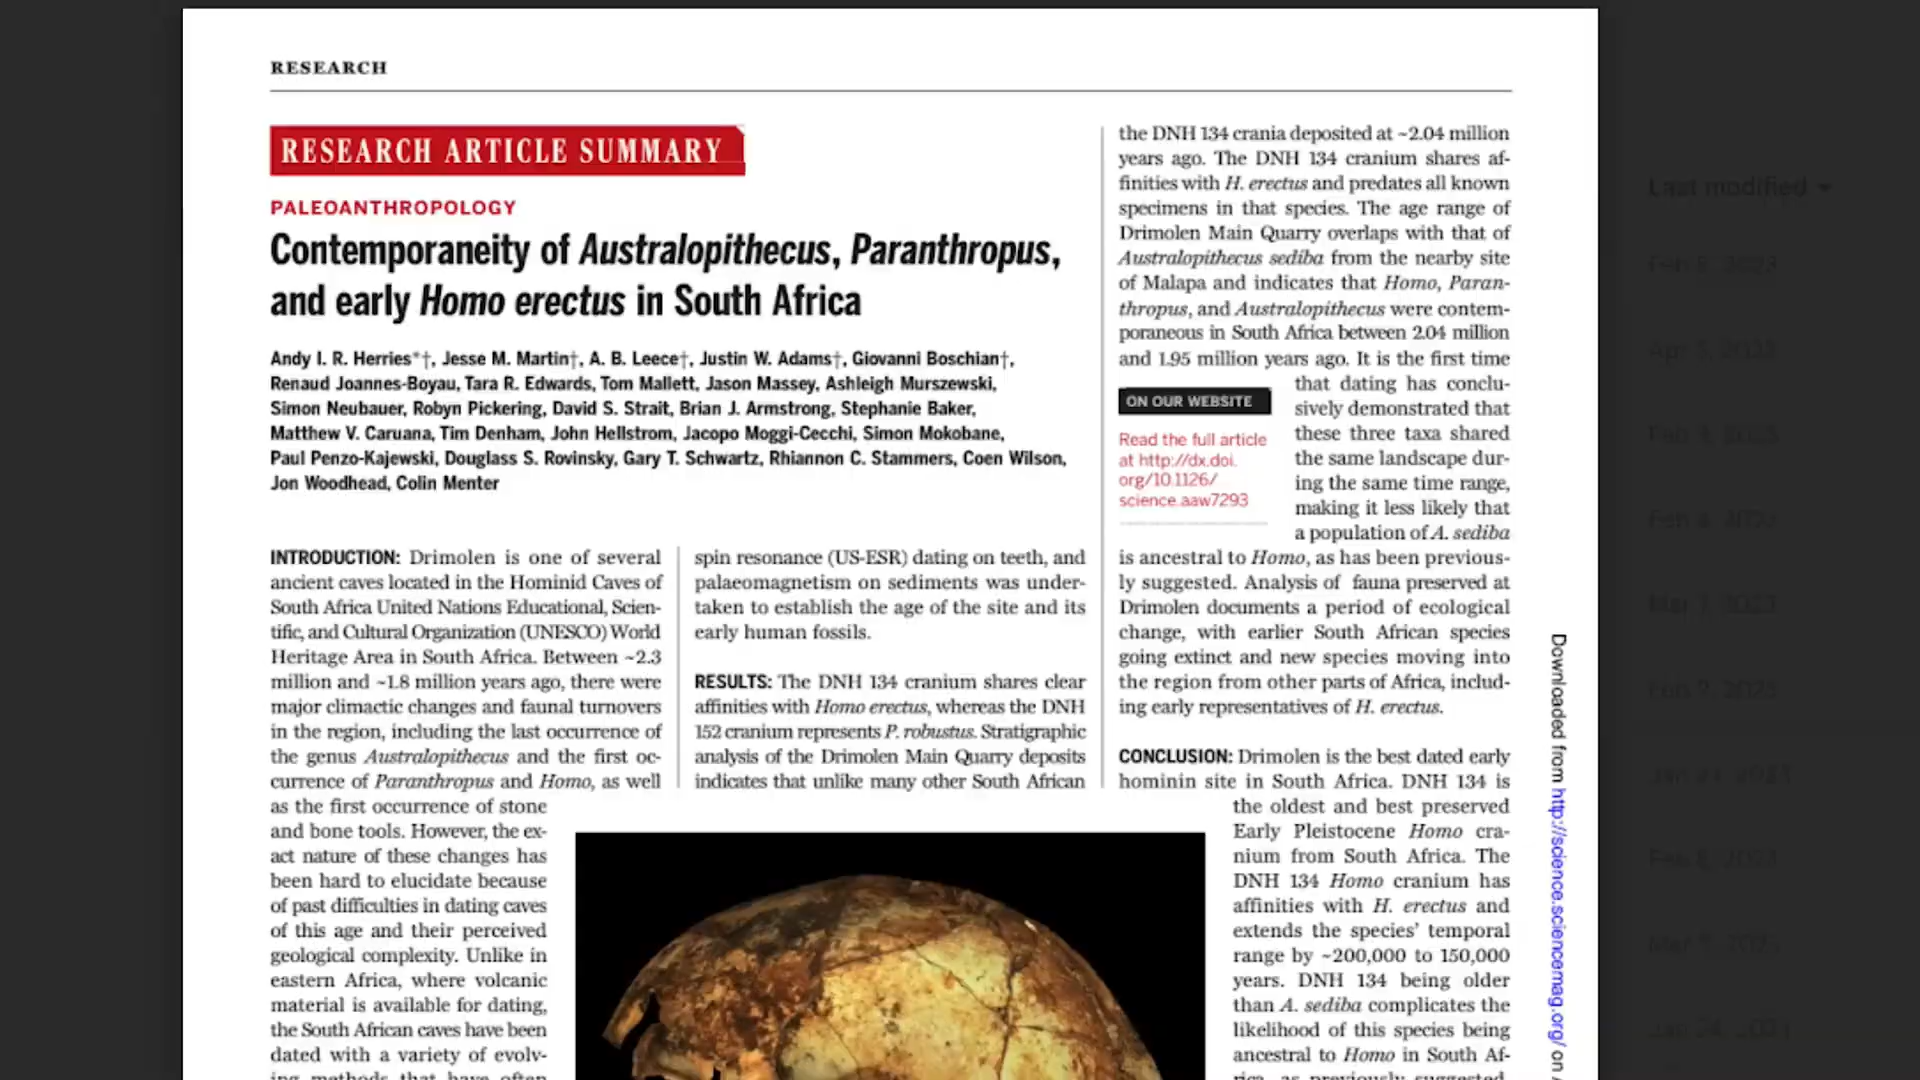 RESEARCH
RESEARCH ARTICLE SUMMARY
PALEOANTHROPOLOGY
Contemporaneity of Australopithecus, Paranthropus,
and early Homo erectus in South Africa
Andy I. R. Herries*†, Jesse M. Martin†, A. B. Leece†, Justin W. Adams†, Giovanni Boschian†,
Renaud Joannes-Boyau, Tara R. Edwards, Tom Mallett, Jason Massey, Ashleigh Murszewski,
Simon Neubauer, Robyn Pickering, David S. Strait, Brian J. Armstrong, Stephanie Baker,
Matthew V. Caruana, Tim Denham, John Hellstrom, Jacopo Moggi-Cecchi, Simon Mokobane,
Paul Penzo-Kajewski, Douglass S. Rovinsky, Gary T. Schwartz, Rhiannon C. Stammers, Coen Wilson,
Jon Woodhead, Colin Menter
INTRODUCTION: Drimolen is one of several
ancient caves located in the Hominid Caves of
South Africa United Nations Educational, Scien-
tific, and Cultural Organization (UNESCO) World
Heritage Area in South Africa. Between ~2.3
million and ~1.8 million years ago, there were
major climactic changes and faunal turnovers
in the region, including the last occurrence of
the genus Australopithecus and the first oc-
currence of Paranthropus and Homo, as well
as the first occurrence of stone
and bone tools. However, the ex-
act nature of these changes has
been hard to elucidate because
of past difficulties in dating caves
of this age and their perceived
geological complexity. Unlike in
eastern Africa, where volcanic
material is available for dating,
the South African caves have been
dated with a variety of evolv-
ing methods that have often
spin resonance (US-ESR) dating on teeth, and
palaeomagnetism on sediments was under-
taken to establish the age of the site and its
early human fossils.
RESULTS: The DNH 134 cranium shares clear
affinities with Homo erectus, whereas the DNH
152 cranium represents P. robustus. Stratigraphic
analysis of the Drimolen Main Quarry deposits
indicates that unlike many other South African
the DNH 134 crania deposited at ~2.04 million
years ago. The DNH 134 cranium shares af-
finities with H. erectus and predates all known
specimens in that species. The age range of
Drimolen Main Quarry overlaps with that of
Australopithecus sediba from the nearby site
of Malapa and indicates that Homo, Paran-
thropus, and Australopithecus were contem-
poraneous in South Africa between 2.04 million
and 1.95 million years ago. It is the first time
that dating has conclu-
sively demonstrated that
these three taxa shared
the same landscape dur-
ing the same time range,
making it less likely that
a population of A. sediba
is ancestral to Homo, as has been previous-
ly suggested. Analysis of fauna preserved at
Drimolen documents a period of ecological
change, with earlier South African species
going extinct and new species moving into
the region from other parts of Africa, includ-
ing early representatives of H. erectus.
ON OUR WEBSITE
Read the full article
at http://dx.doi.
org/10.1126/
science.aaw7293
CONCLUSION: Drimolen is the best dated early
hominin site in South Africa. DNH 134 is
the oldest and best preserved
Early Pleistocene Homo cra-
nium from South Africa. The
DNH 134 Homo cranium has
affinities with H. erectus and
extends the species' temporal
range by ~200,000 to 150,000
years. DNH 134 being older
than A. sediba complicates the
likelihood of this species being
ancestral to Homo in South Af-
rica, as previously suggested.
Downloaded from http://science.sciencemag.org/ on
Last modified